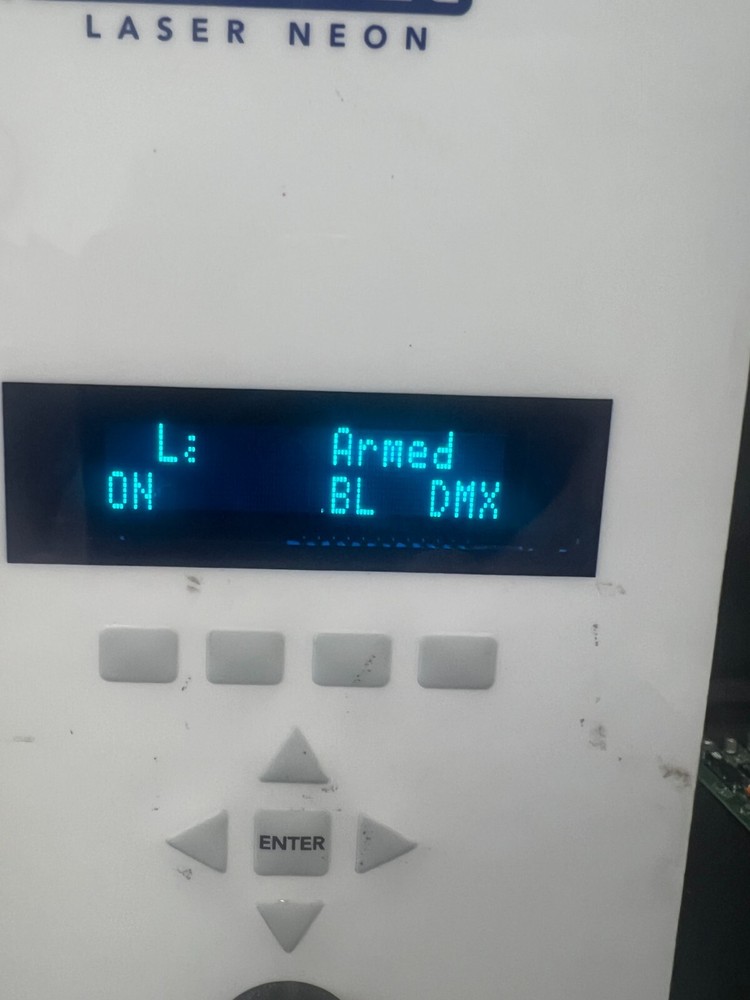 LASER NEON
L: Armed
ON BL DMX
ENTER